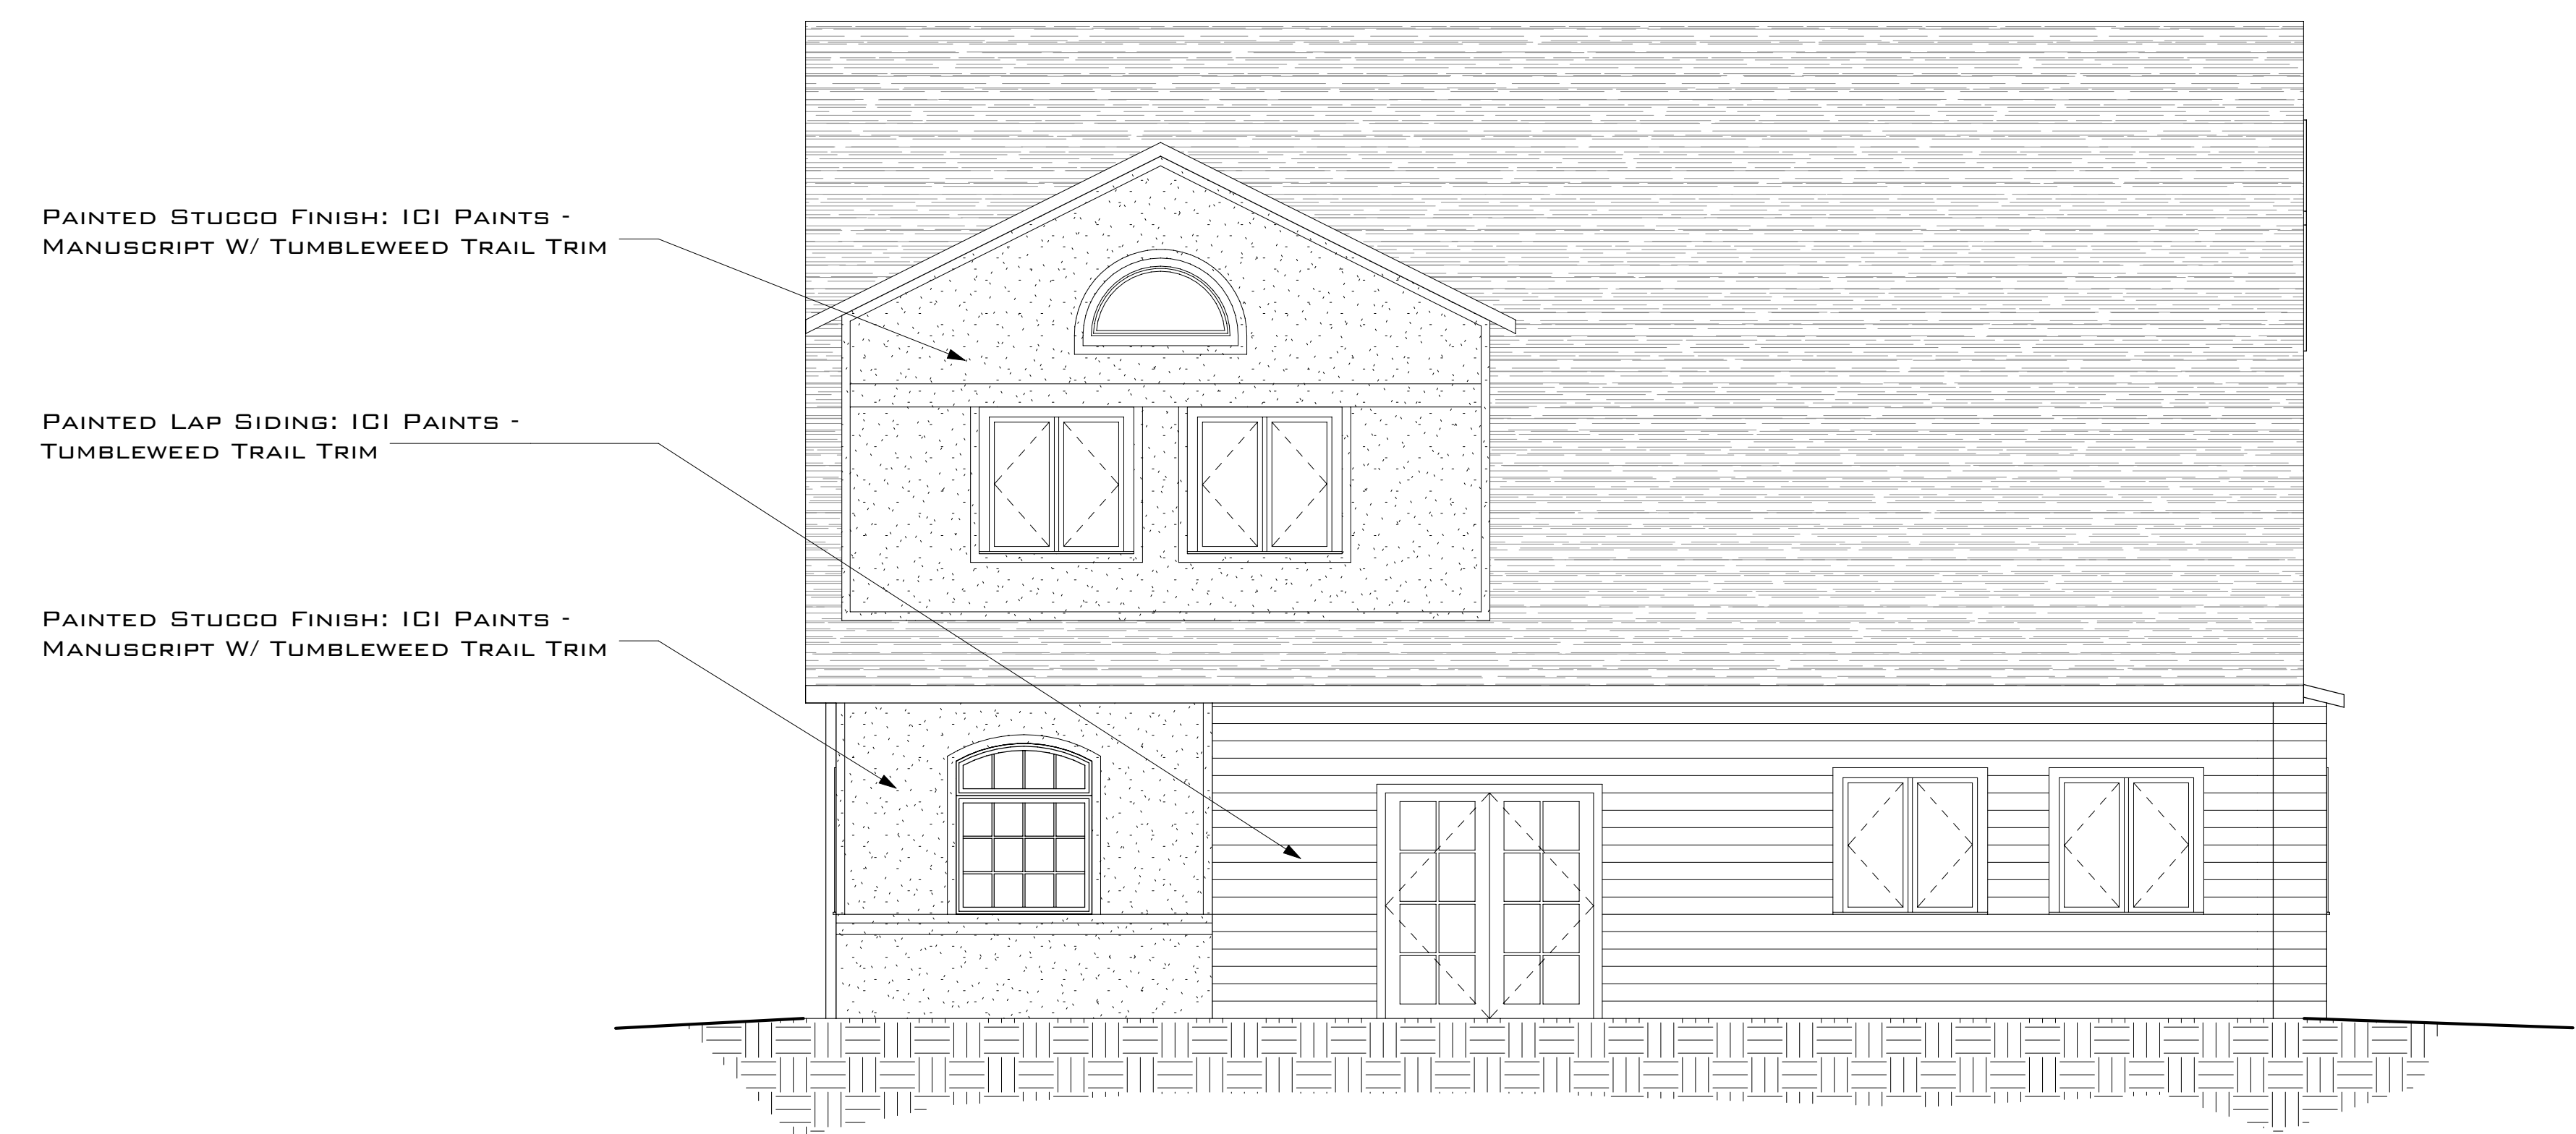 Painted Stucco Finish: ICI Paints -
Manuscript W/ Tumbleweed Trail Trim
Painted Lap Siding: ICI Paints -
Tumbleweed Trail Trim
Painted Stucco Finish: ICI Paints -
Manuscript W/ Tumbleweed Trail Trim